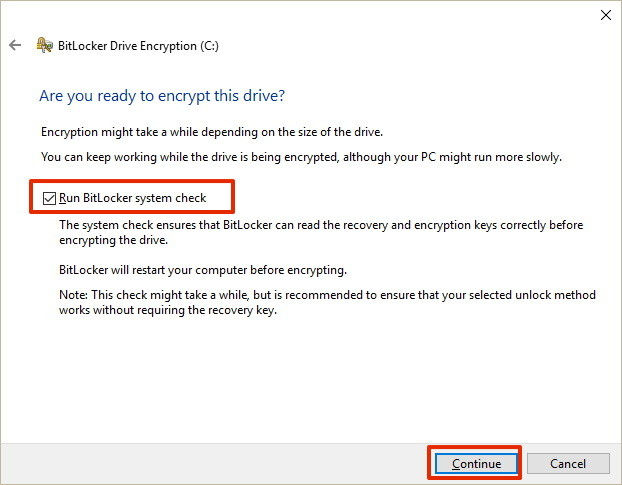 BitLocker Drive Encryption (C:)
Are you ready to encrypt this drive?
Encryption might take a while depending on the size of the drive.
You can keep working while the drive is being encrypted, although your PC might run more slowly.
Run BitLocker system check
The system check ensures that BitLocker can read the recovery and encryption keys correctly before
encrypting the drive.
BitLocker will restart your computer before encrypting.
Note: This check might take a while, but is recommended to ensure that your selected unlock method
works without requiring the recovery key.
Continue
Cancel